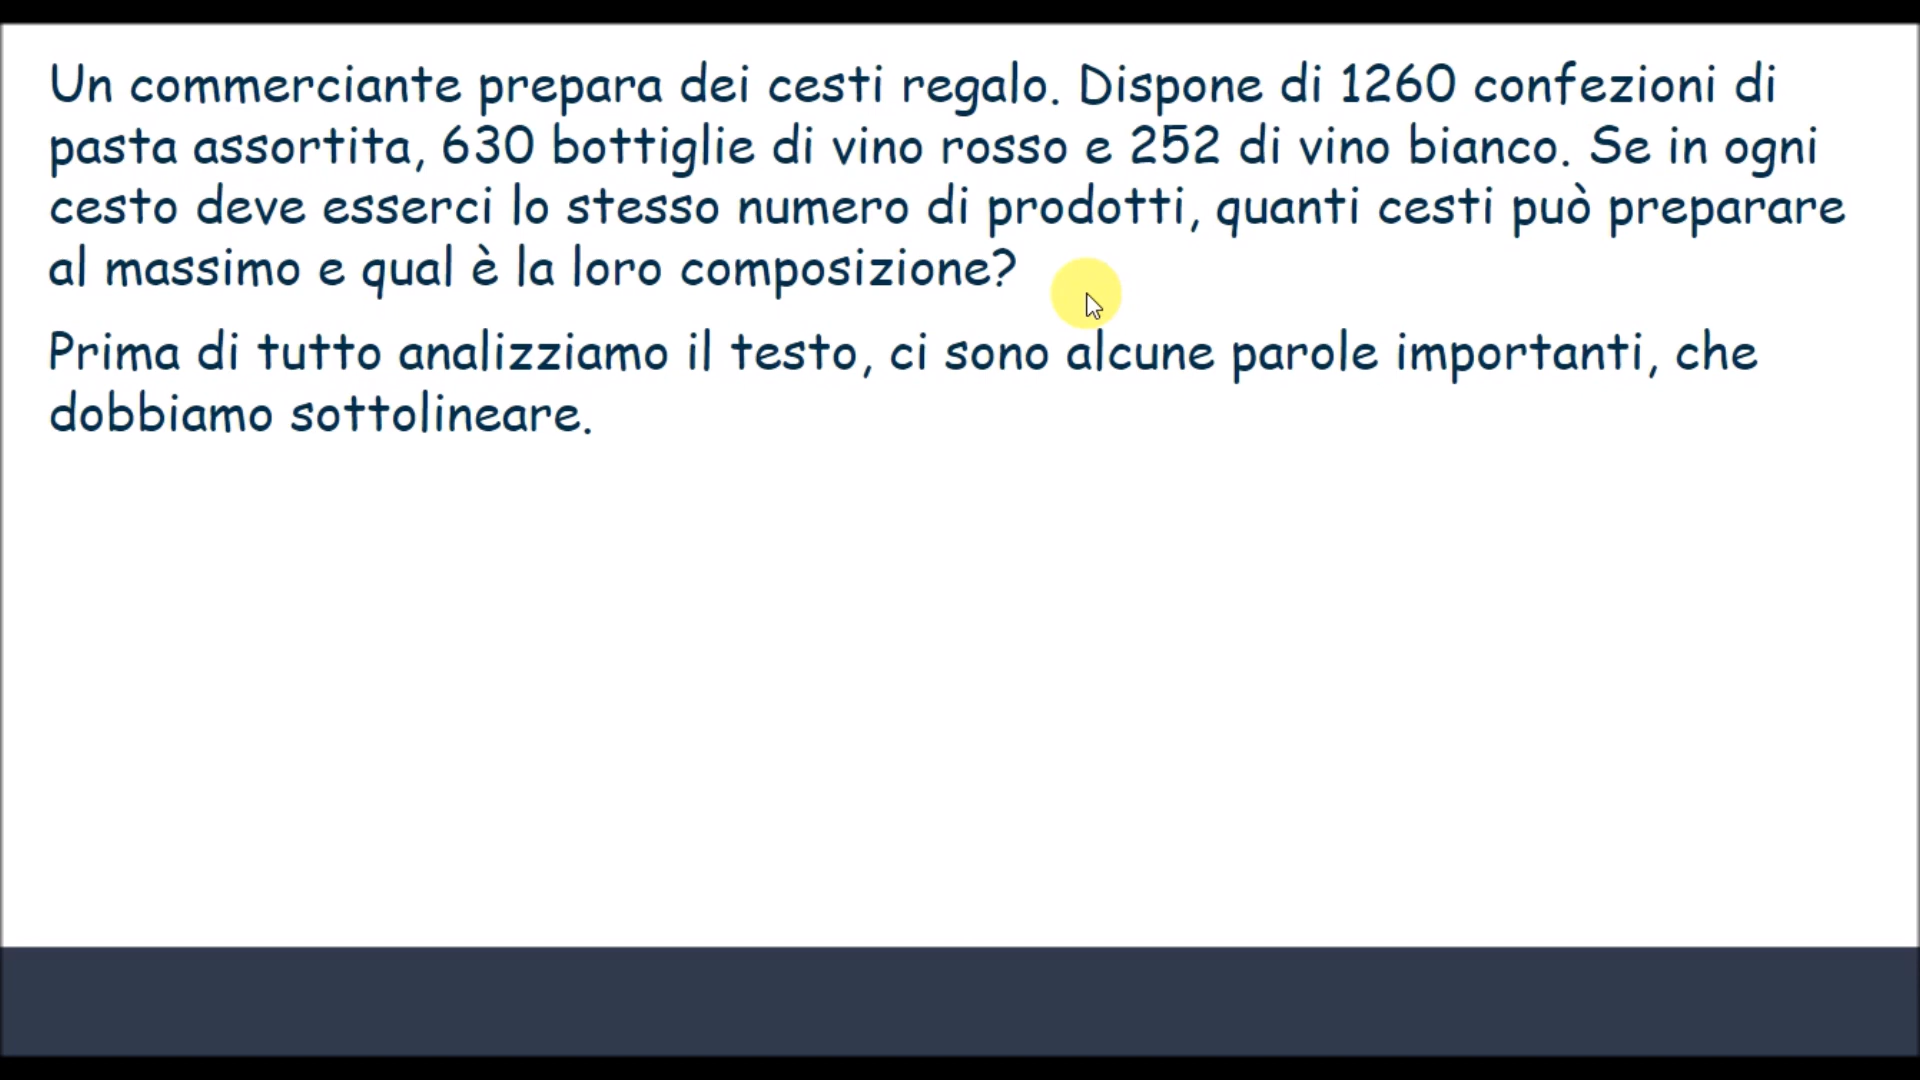 Un commerciante prepara dei cesti regalo. Dispone di 1260 confezioni di
pasta assortita, 630 bottiglie di vino rosso e 252 di vino bianco. Se in ogni
cesto deve esserci lo stesso numero di prodotti, quanti cesti può preparare
al massimo e qual è la loro composizione?
Prima di tutto analizziamo il testo, ci sono alcune parole importanti, che
dobbiamo sottolineare.